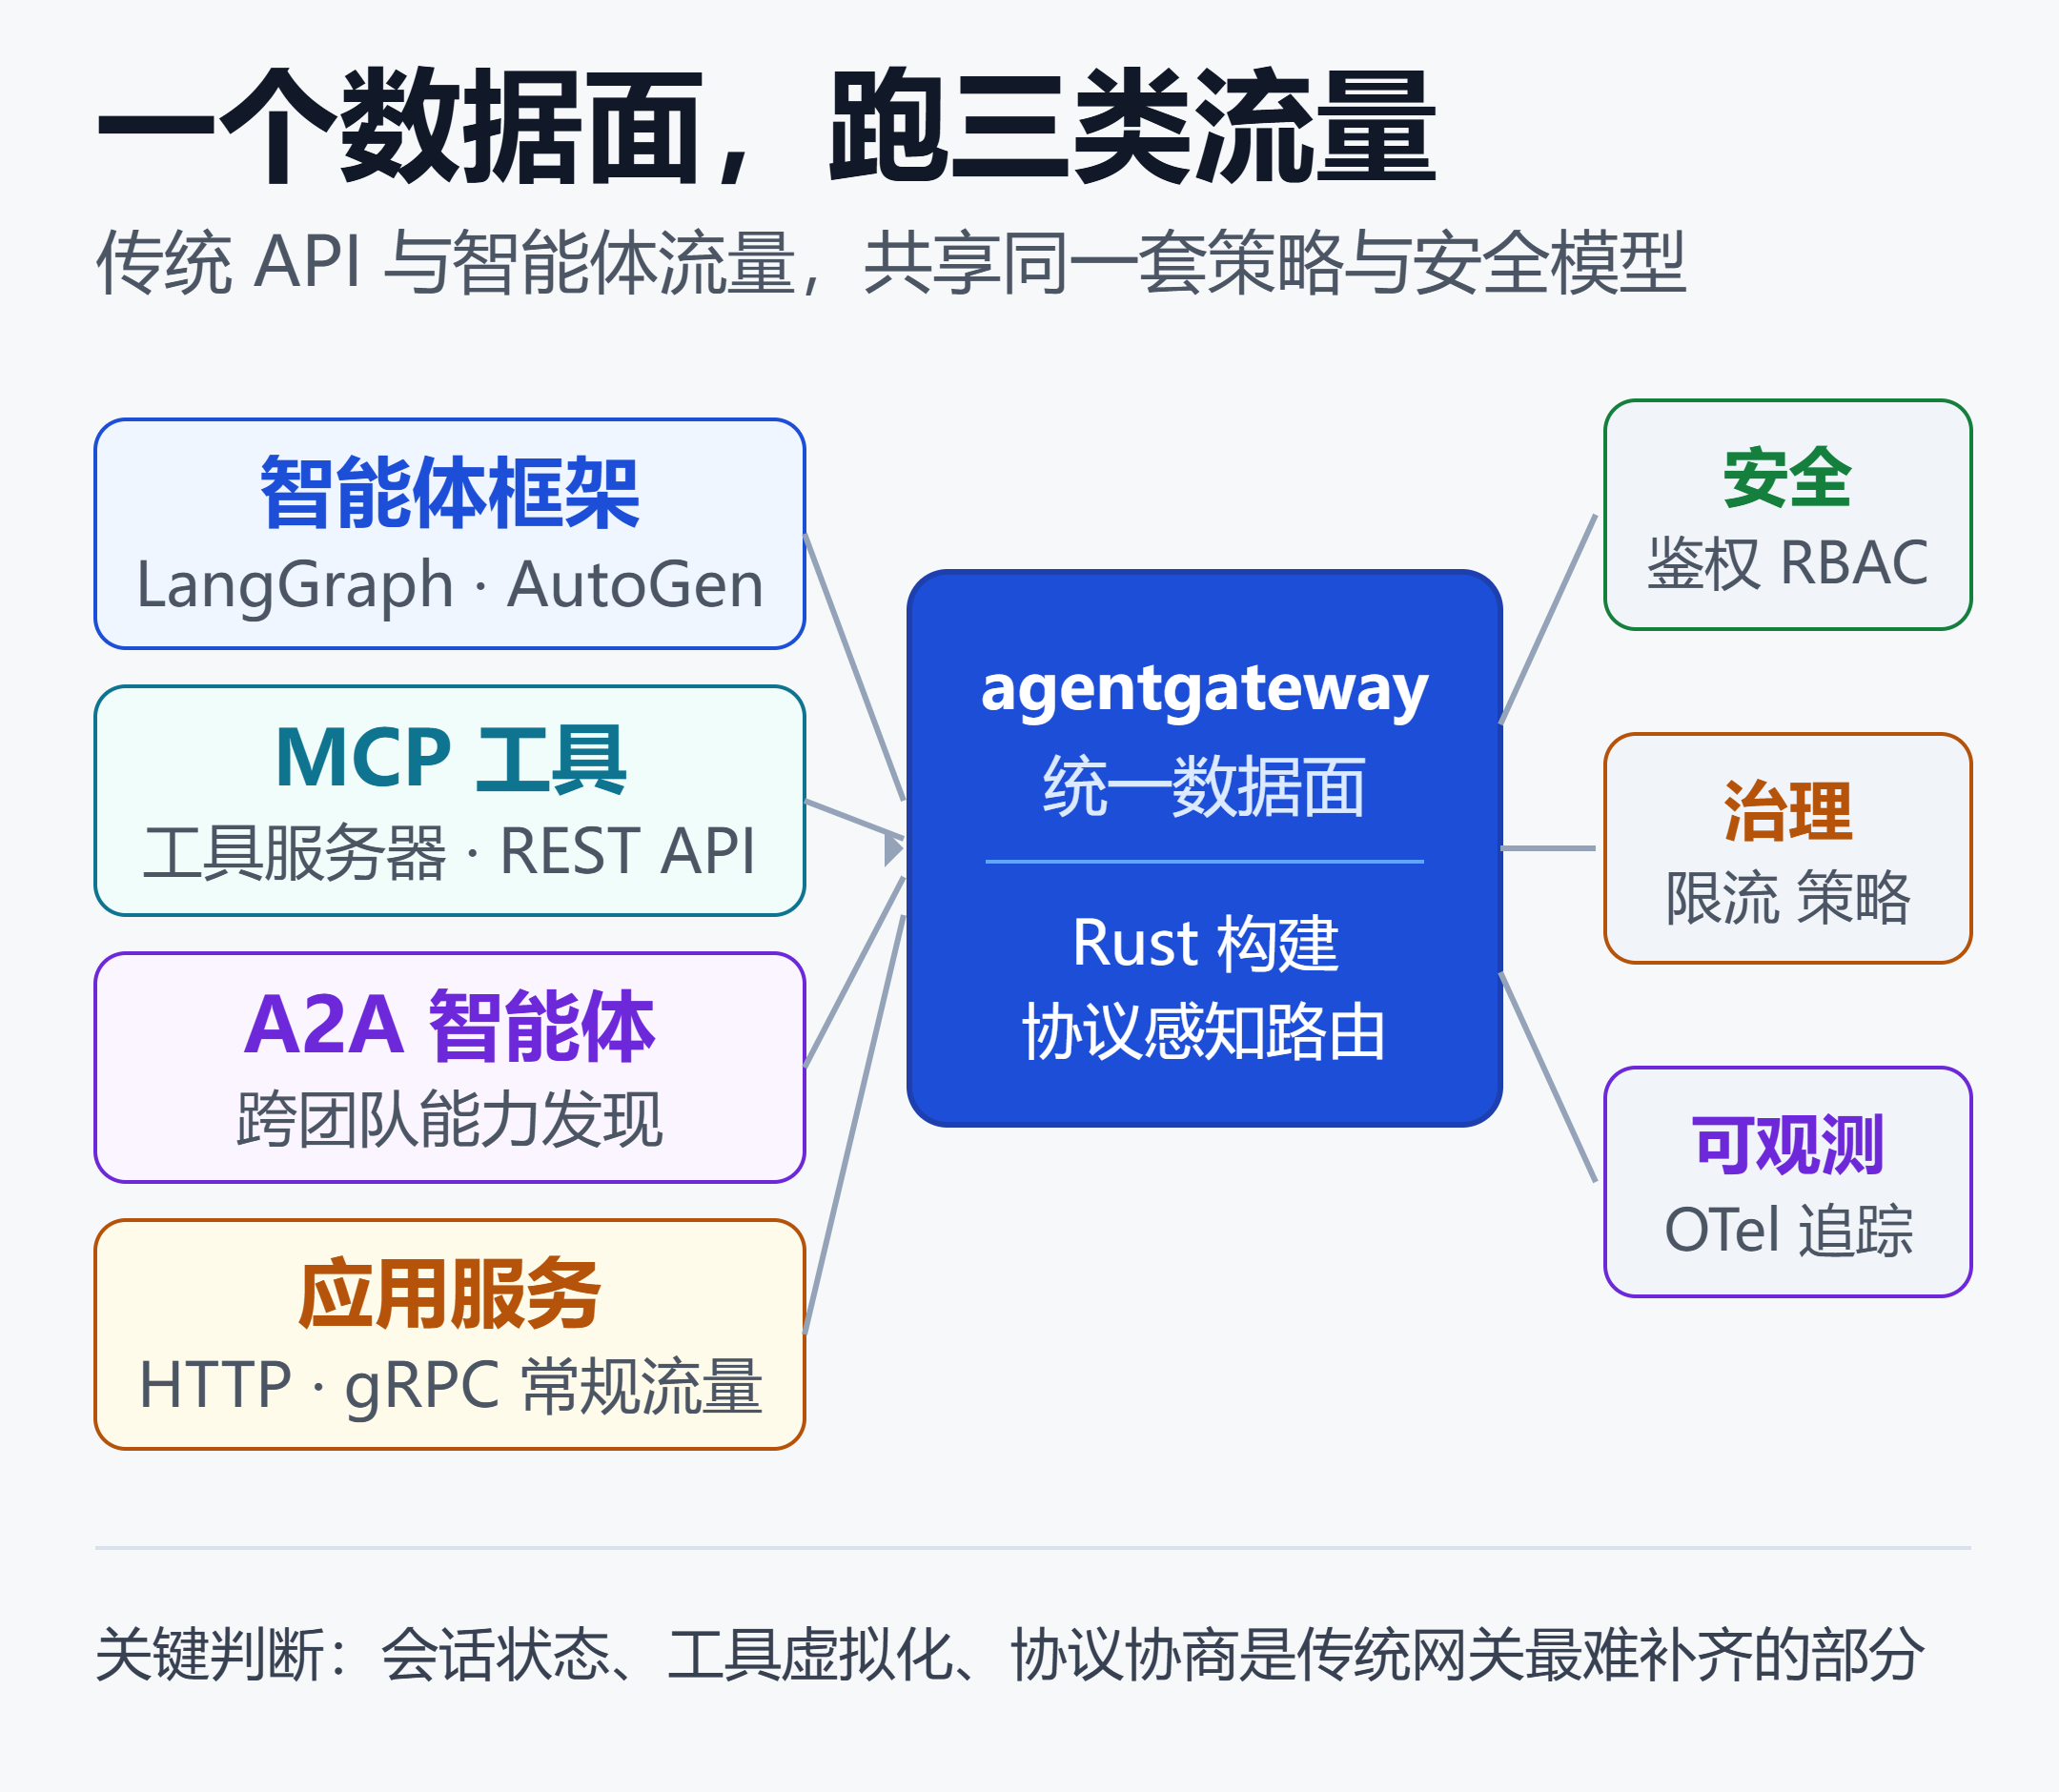 一个数据面，跑三类流量
传统 API 与智能体流量，共享同一套策略与安全模型
智能体框架
LangGraph · AutoGen
MCP 工具
工具服务器 · REST API
A2A 智能体
跨团队能力发现
应用服务
HTTP · gRPC 常规流量
agentgateway
统一数据面
Rust 构建
协议感知路由
安全
鉴权 RBAC
治理
限流 策略
可观测
OTel 追踪
关键判断：会话状态、工具虚拟化、协议协商是传统网关最难补齐的部分